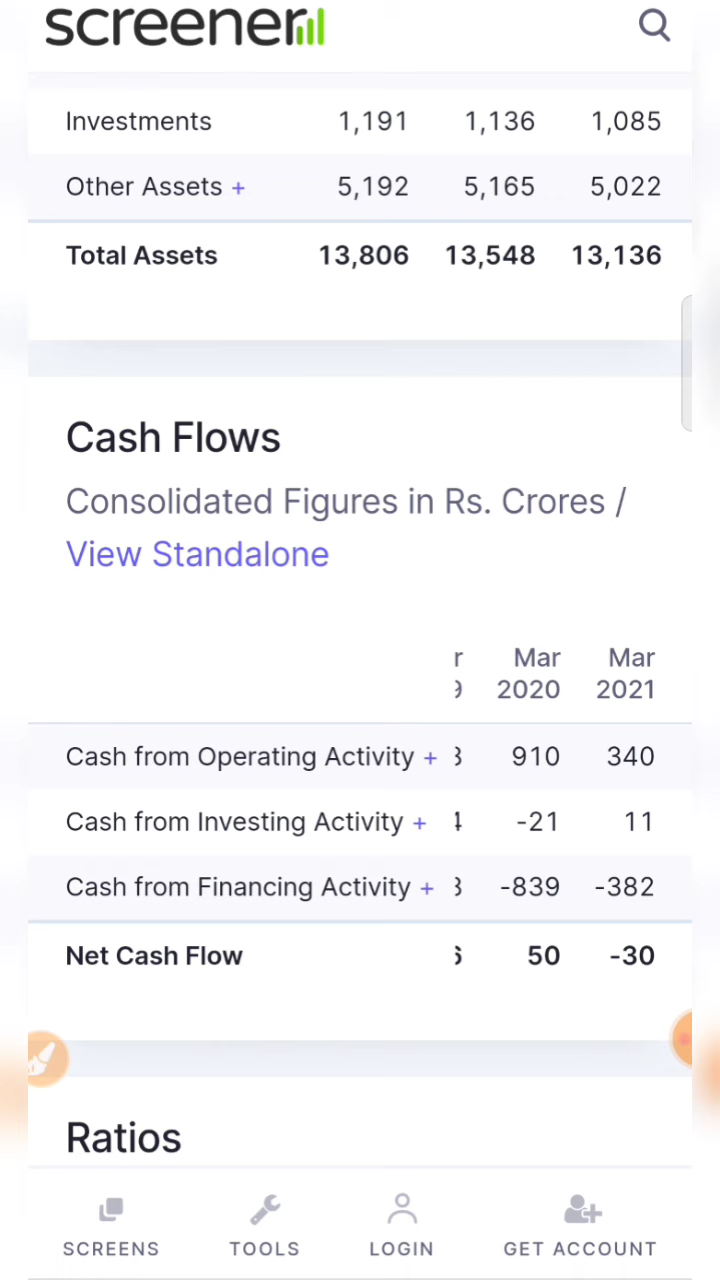 screener
Investments 1,191 1,136 1,085
Other Assets + 5,192 5,165 5,022
Total Assets 13,806 13,548 13,136
Cash Flows
Consolidated Figures in Rs. Crores /
View Standalone
Mar Mar
2020 2021
Cash from Operating Activity + 910 340
Cash from Investing Activity + -21 11
Cash from Financing Activity + -839 -382
Net Cash Flow 50 -30
Ratios
SCREENS TOOLS LOGIN GET ACCOUNT